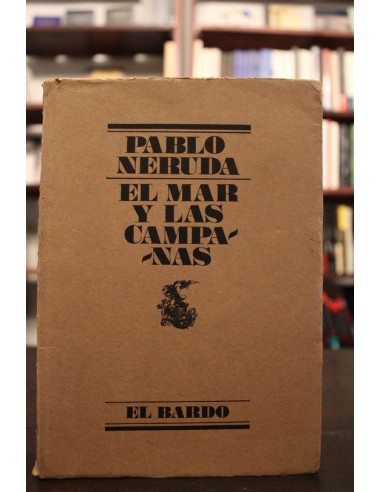 PABLO
NERUDA
EL MAR
Y LAS
CAMPA-
-NAS
EL BARDO